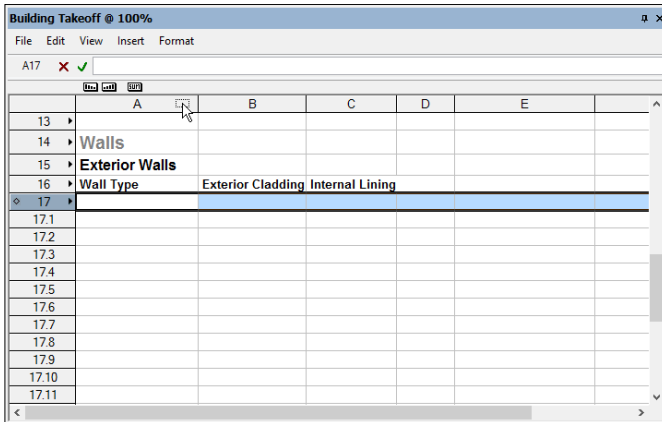 Building Takeoff @ 100%
File Edit View Insert Format
A17
SUM
A B C D E
13
14 Walls
15 Exterior Walls
16 Wall Type Exterior Cladding Internal Lining
17
17.1
17.2
17.3
17.4
17.5
17.6
17.7
17.8
17.9
17.10
17.11